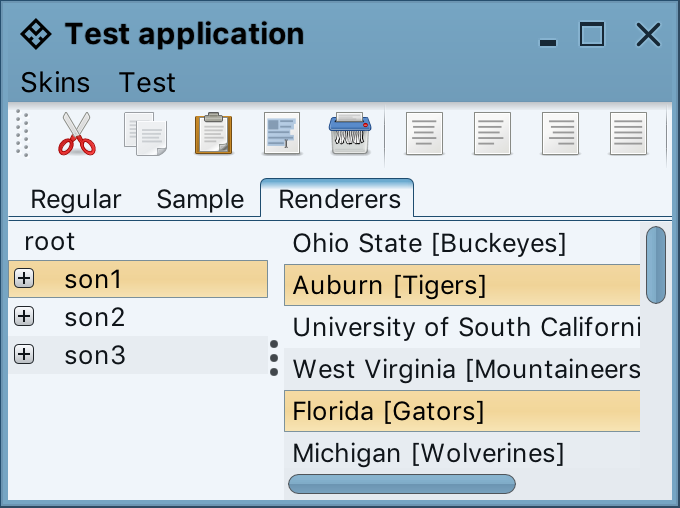 Test application
Skins Test
Regular Sample Renderers
root
son1
son2
son3
Ohio State [Buckeyes]
Auburn [Tigers]
University of South Californi
West Virginia [Mountaineers
Florida [Gators]
Michigan [Wolverines]